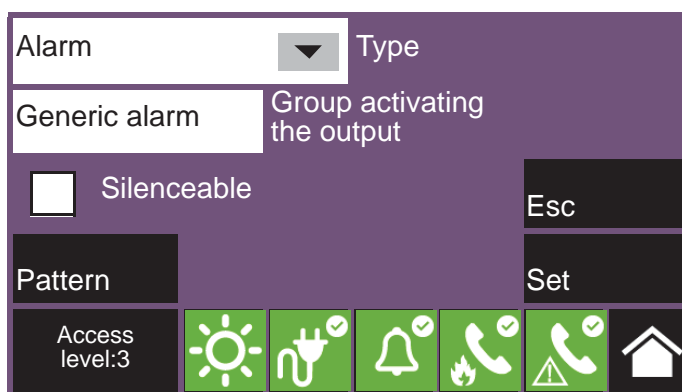 Alarm
Type
Generic alarm
Group activating
the output
Silenceable
Esc
Pattern
Set
Access
level:3